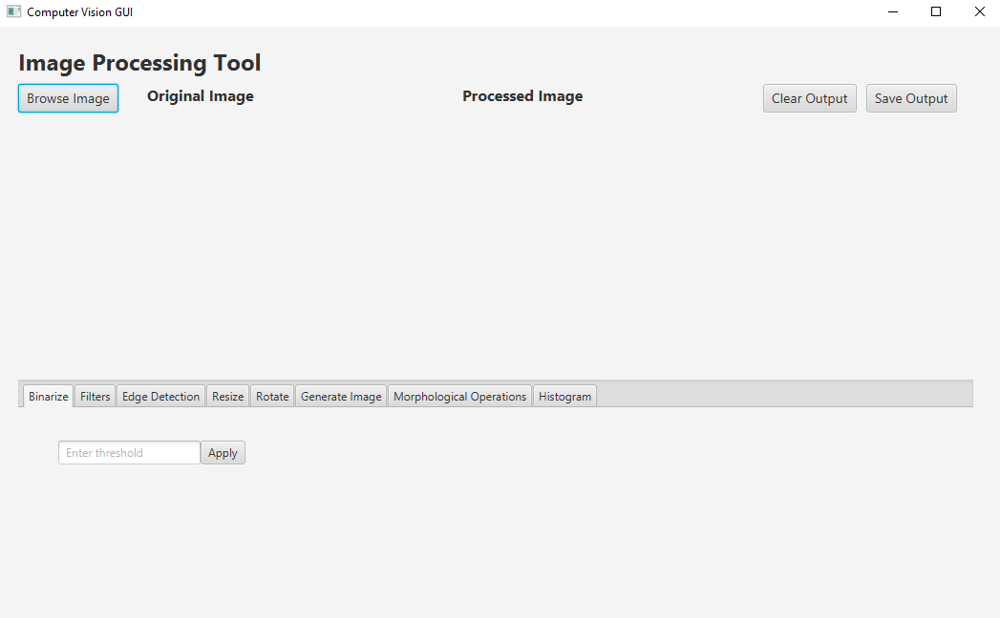 Computer Vision GUI
Image Processing Tool
Browse Image Original Image Processed Image Clear Output Save Output
Binarize Filters Edge Detection Resize Rotate Generate Image Morphological Operations Histogram
Enter threshold Apply